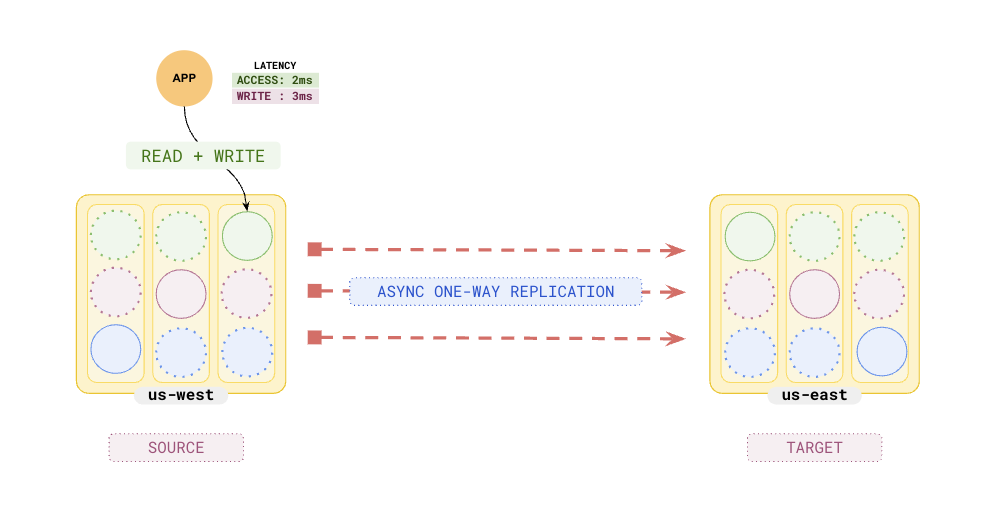 APP
LATENCY
ACCESS: 2ms
WRITE : 3ms
READ + WRITE
ASYNC ONE-WAY REPLICATION
us-west
us-east
SOURCE
TARGET